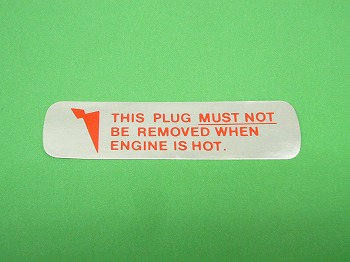 THIS PLUG MUST NOT
BE REMOVED WHEN
ENGINE IS HOT.